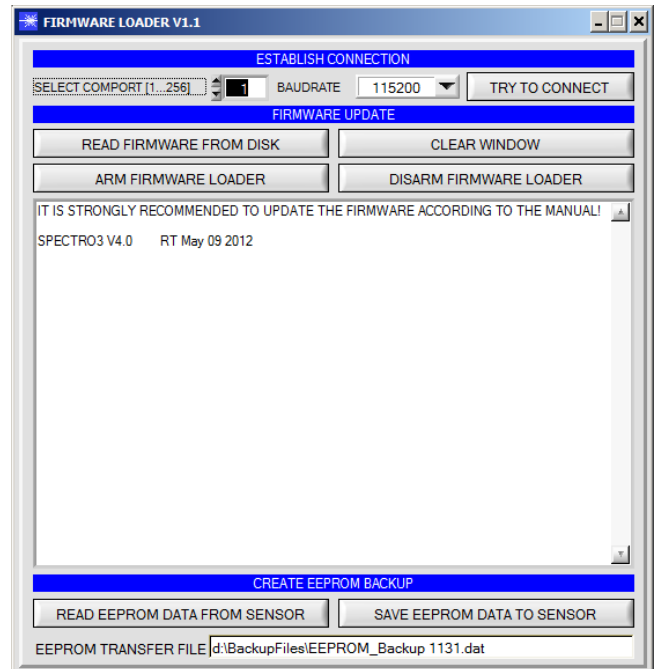 FIRMWARE LOADER V1.1
ESTABLISH CONNECTION
SELECT COMPORT [1...256] 1 BAUDRATE 115200 TRY TO CONNECT
FIRMWARE UPDATE
READ FIRMWARE FROM DISK CLEAR WINDOW
ARM FIRMWARE LOADER DISARM FIRMWARE LOADER
IT IS STRONGLY RECOMMENDED TO UPDATE THE FIRMWARE ACCORDING TO THE MANUAL!
SPECTRO3 V4.0 RT May 09 2012
CREATE EEPROM BACKUP
READ EEPROM DATA FROM SENSOR SAVE EEPROM DATA TO SENSOR
EEPROM TRANSFER FILE d:\BackupFiles\EEPROM_Backup 1131.dat